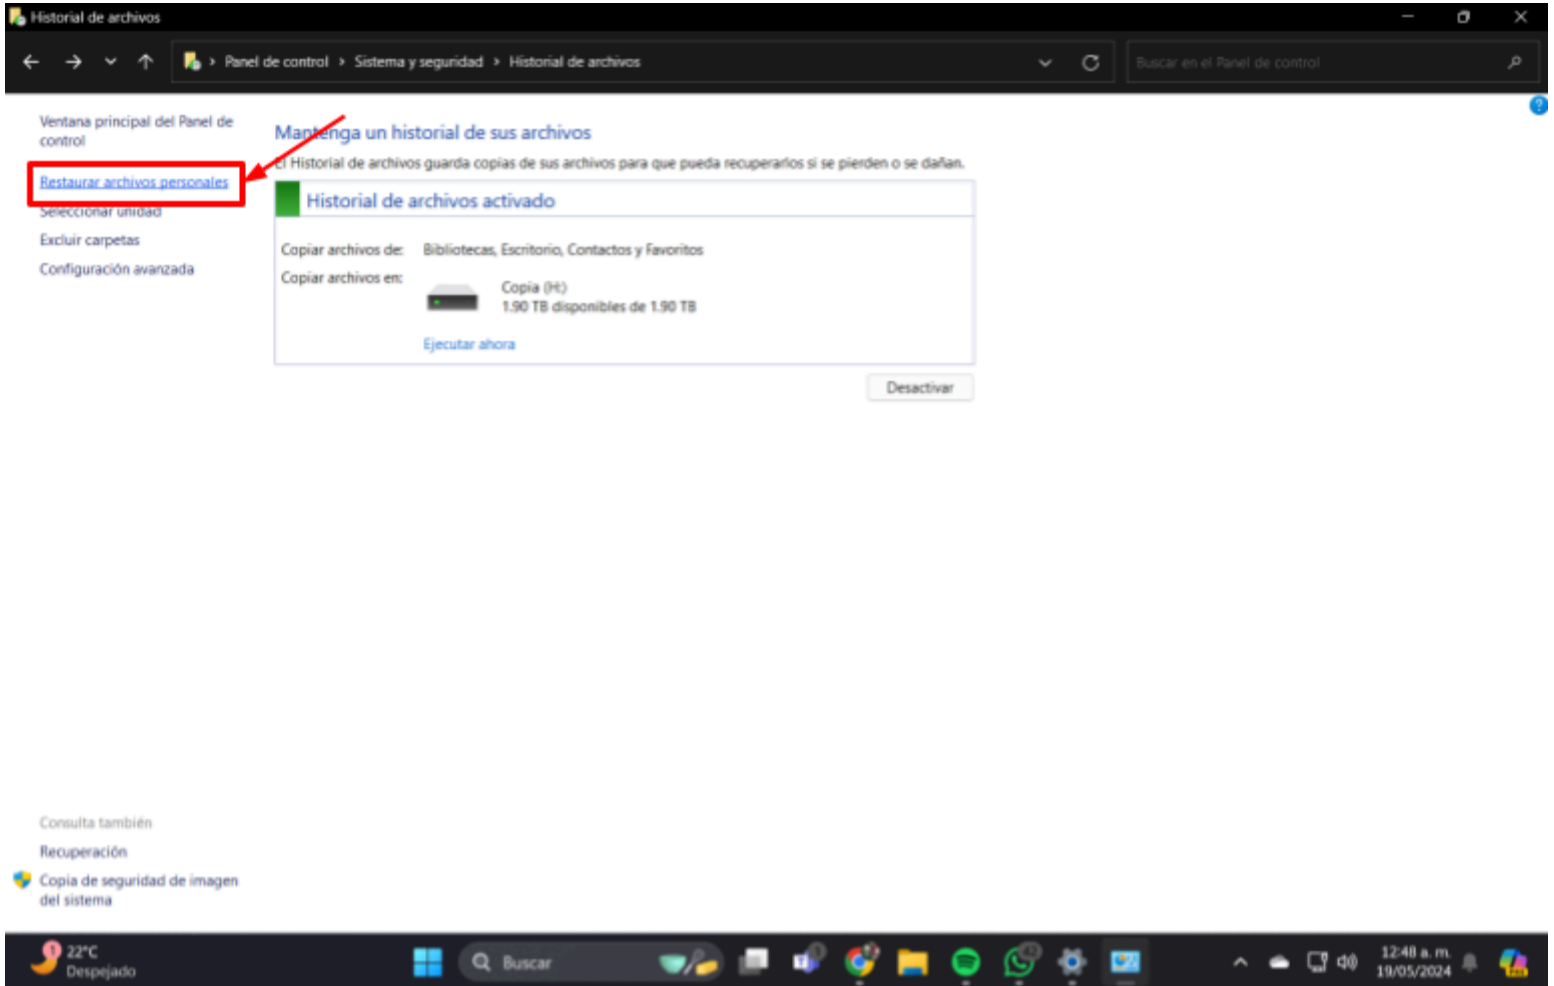 Historial de archivos
Panel de control > Sistema y seguridad > Historial de archivos
Buscar en el Panel de control
Ventana principal del Panel de
control
Restaurar archivos personales
Seleccionar unidad
Excluir carpetas
Configuración avanzada
Mantenga un historial de sus archivos
El Historial de archivos guarda copias de sus archivos para que pueda recuperarlos si se pierden o se dañan.
Historial de archivos activado
Copiar archivos de: Bibliotecas, Escritorio, Contactos y Favoritos
Copiar archivos en:
Copia (H:)
1.90 TB disponibles de 1.90 TB
Ejecutar ahora
Desactivar
Consulta también
Recuperación
Copia de seguridad de imagen
del sistema
1
22°C
Despejado
Buscar
12:48 a. m.
19/05/2024